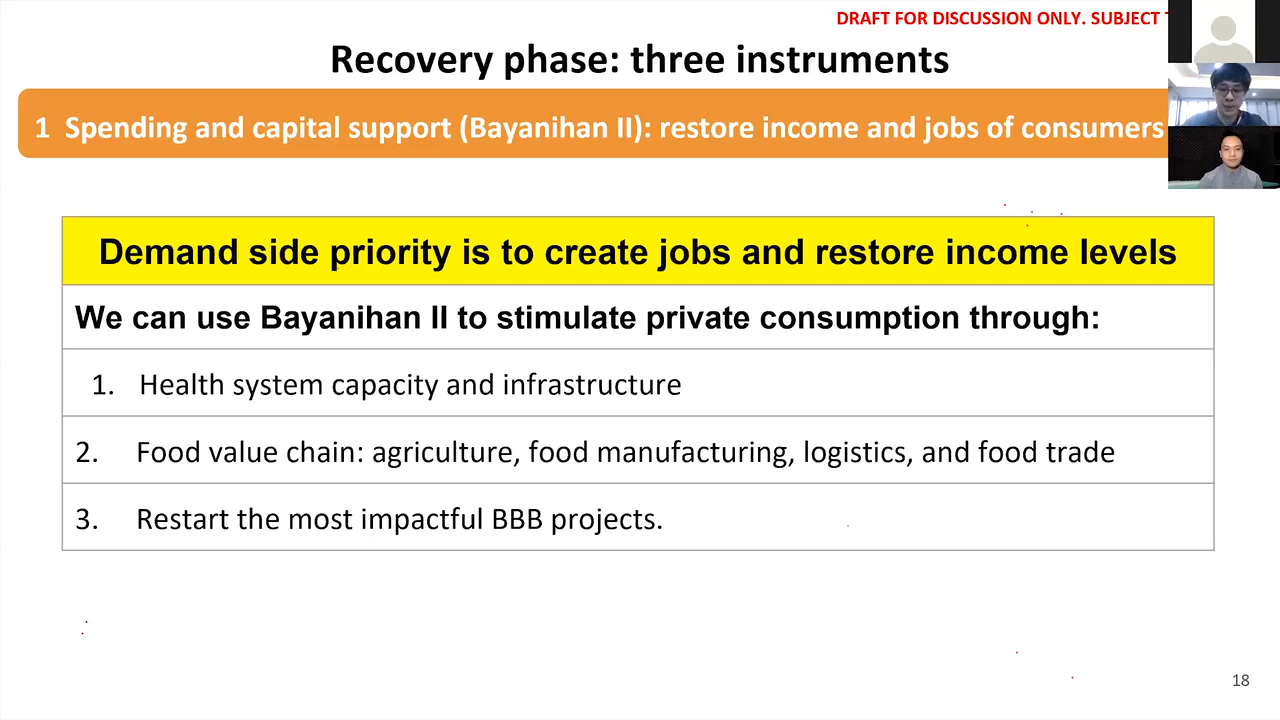 DRAFT FOR DISCUSSION ONLY. SUBJECT
Recovery phase: three instruments
1 Spending and capital support (Bayanihan II): restore income and jobs of consumers
Demand side priority is to create jobs and restore income levels
We can use Bayanihan II to stimulate private consumption through:
1. Health system capacity and infrastructure
2. Food value chain: agriculture, food manufacturing, logistics, and food trade
3. Restart the most impactful BBB projects.
18